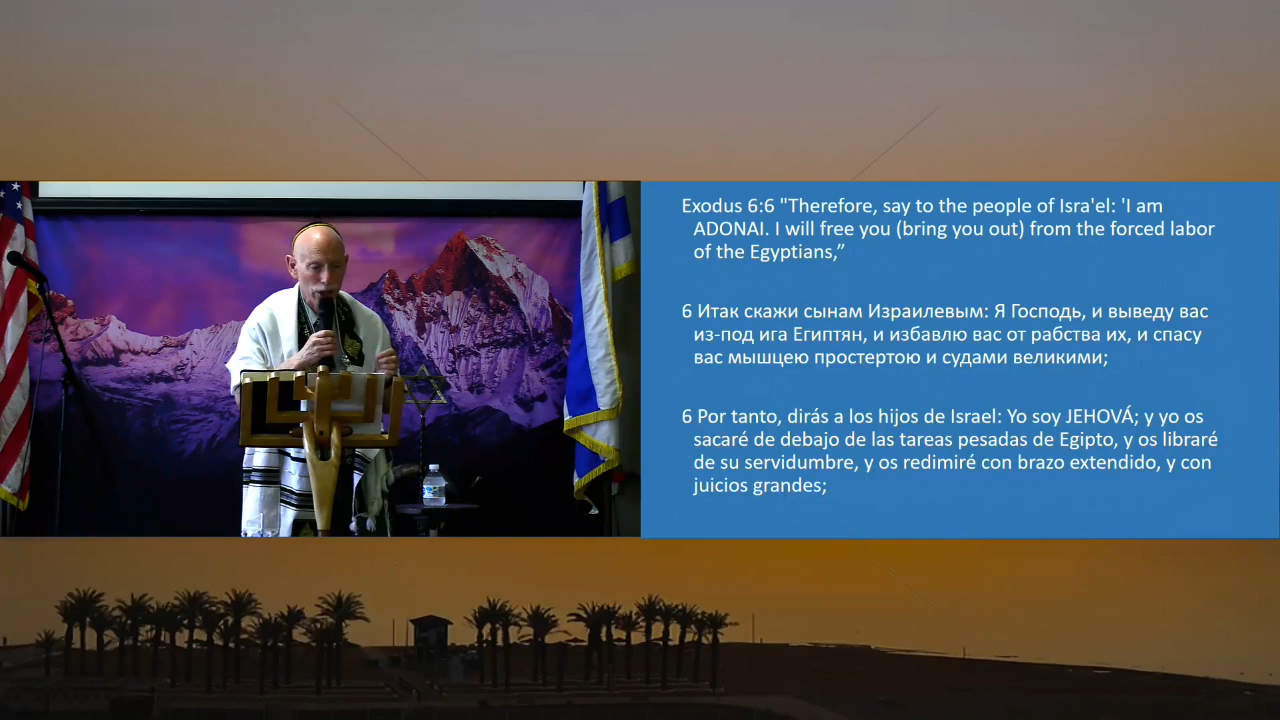 Exodus 6:6 "Therefore, say to the people of Isra'el: 'I am
ADONAI. I will free you (bring you out) from the forced labor
of the Egyptians,”
6 Итак скажи сынам Израилевым: Я Господь, и выведу вас
из-под ига Египтян, и избавлю вас от рабства их, и спасу
вас мышцею простертою и судами великими;
6 Por tanto, dirás a los hijos de Israel: Yo soy JEHOVÁ; y yo os
sacaré de debajo de las tareas pesadas de Egipto, y os libraré
de su servidumbre, y os redimiré con brazo extendido, y con
juicios grandes;